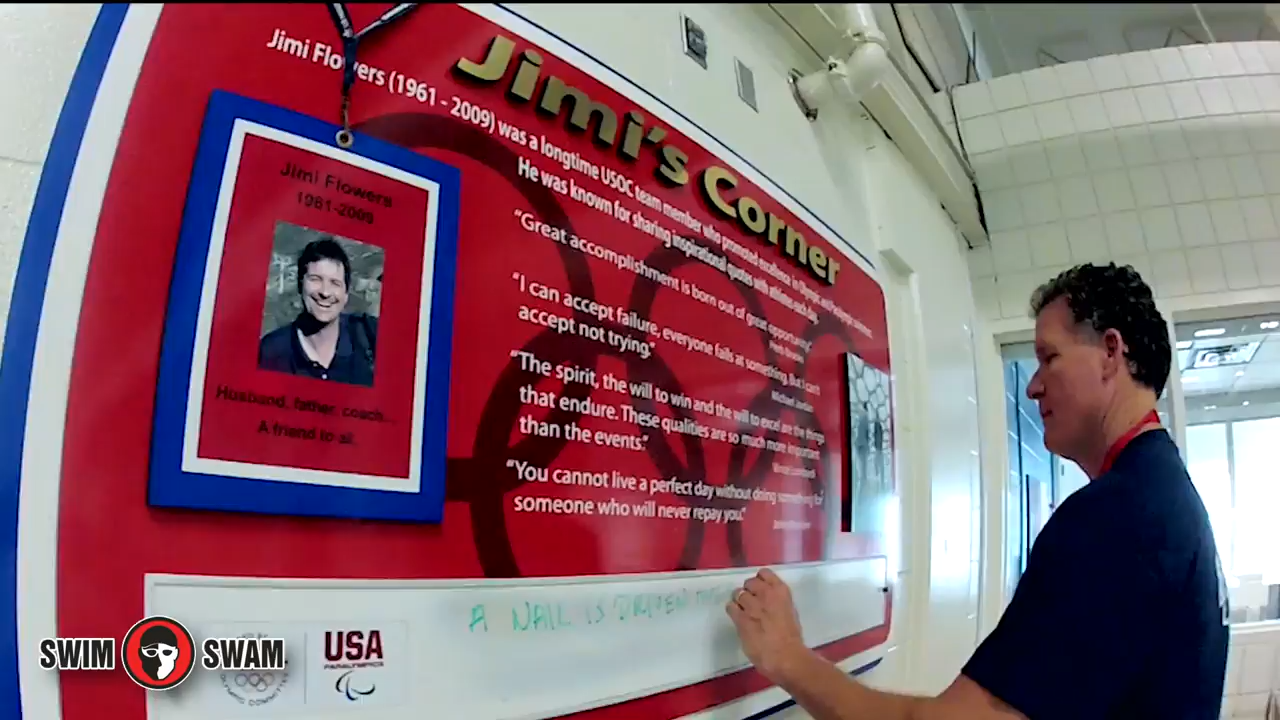 Jimi's Corner
Jimi Flowers (1961 - 2009) was a longtime USOC team member who promoted excellence in Olympic and
He was known for sharing inspirational quotes with athletes each day.
"Great accomplishment is born out of great opportunity."
"I can accept failure, everyone fails at something. But I can't
accept not trying."
Michael Jordan
"The spirit, the will to win and the will to excel are the things
that endure. These qualities are so much more important
than the events."
Vince Lombardi
"You cannot live a perfect day without doing something for
someone who will never repay you."
Jimi Flowers
1961-2009
Husband, father, coach...
A friend to all.
A NAIL IS DRIVEN
USA
PARALYMPICS
OLYMPIC COMMITTEE
SWIM SWAM